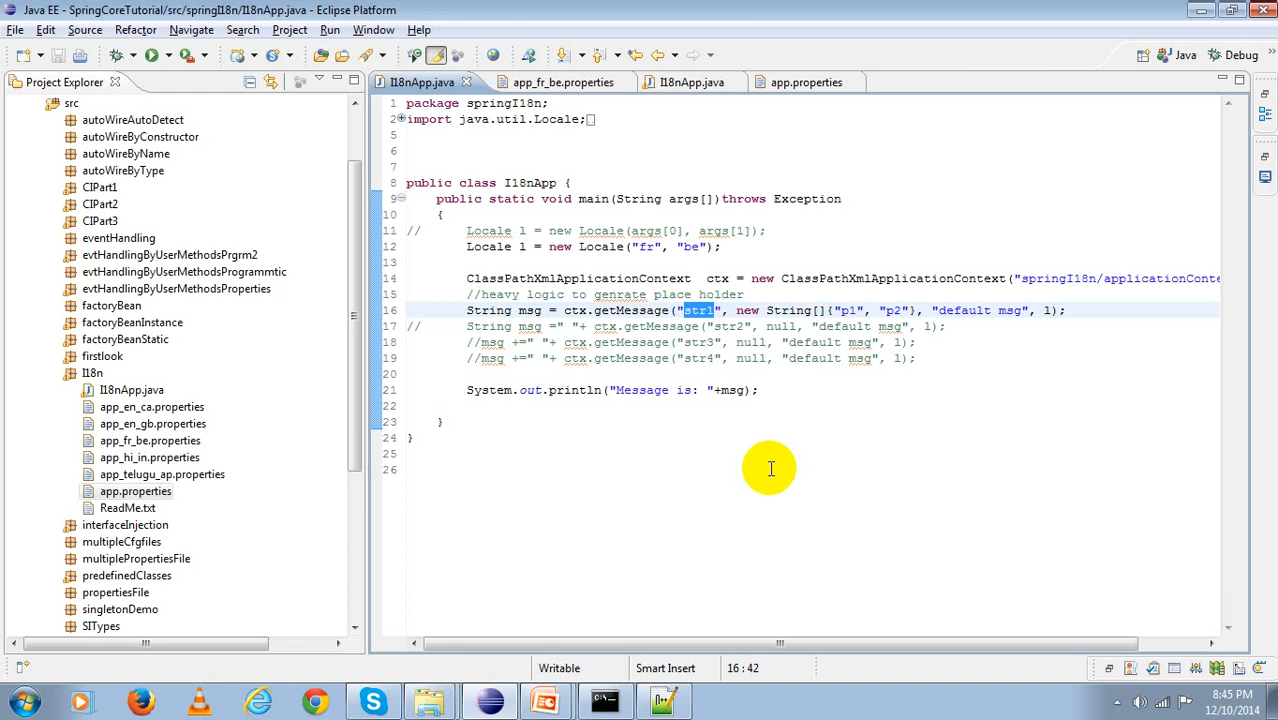 Java EE - SpringCoreTutorial/src/springI18n/I18nApp.java - Eclipse Platform
File Edit Source Refactor Navigate Search Project Run Window Help
Java Debug
Project Explorer
I18nApp.java app_fr_be.properties I18nApp.java app.properties
src
autoWireAutoDetect
autoWireByConstructor
autoWireByName
autoWireByType
CIPart1
CIPart2
CIPart3
eventHandling
evtHandlingByUserMethodsPrgrm2
evtHandlingByUserMethodsProgrammtic
evtHandlingByUserMethodsProperties
factoryBean
factoryBeanInstance
factoryBeanStatic
firstlook
I18n
I18nApp.java
app_en_ca.properties
app_en_gb.properties
app_fr_be.properties
app_hi_in.properties
app_telugu_ap.properties
app.properties
ReadMe.txt
interfaceInjection
multipleCfgfiles
multiplePropertiesFile
predefinedClasses
propertiesFile
singletonDemo
SITypes
1 package springI18n;
2 import java.util.Locale;
5
6
7
8 public class I18nApp {
9 public static void main(String args[])throws Exception
10 {
11 // Locale l = new Locale(args[0], args[1]);
12 Locale l = new Locale("fr", "be");
13
14 ClassPathXmlApplicationContext ctx = new ClassPathXmlApplicationContext("springI18n/applicationConte
15 //heavy logic to genrate place holder
16 String msg = ctx.getMessage("str1", new String[]{"p1", "p2"}, "default msg", l);
17 // String msg =" "+ ctx.getMessage("str2", null, "default msg", l);
18 //msg +=" "+ ctx.getMessage("str3", null, "default msg", l);
19 //msg +=" "+ ctx.getMessage("str4", null, "default msg", l);
20
21 System.out.println("Message is: "+msg);
22
23 }
24 }
25
26
Writable Smart Insert 16 : 42
8:45 PM
12/10/2014